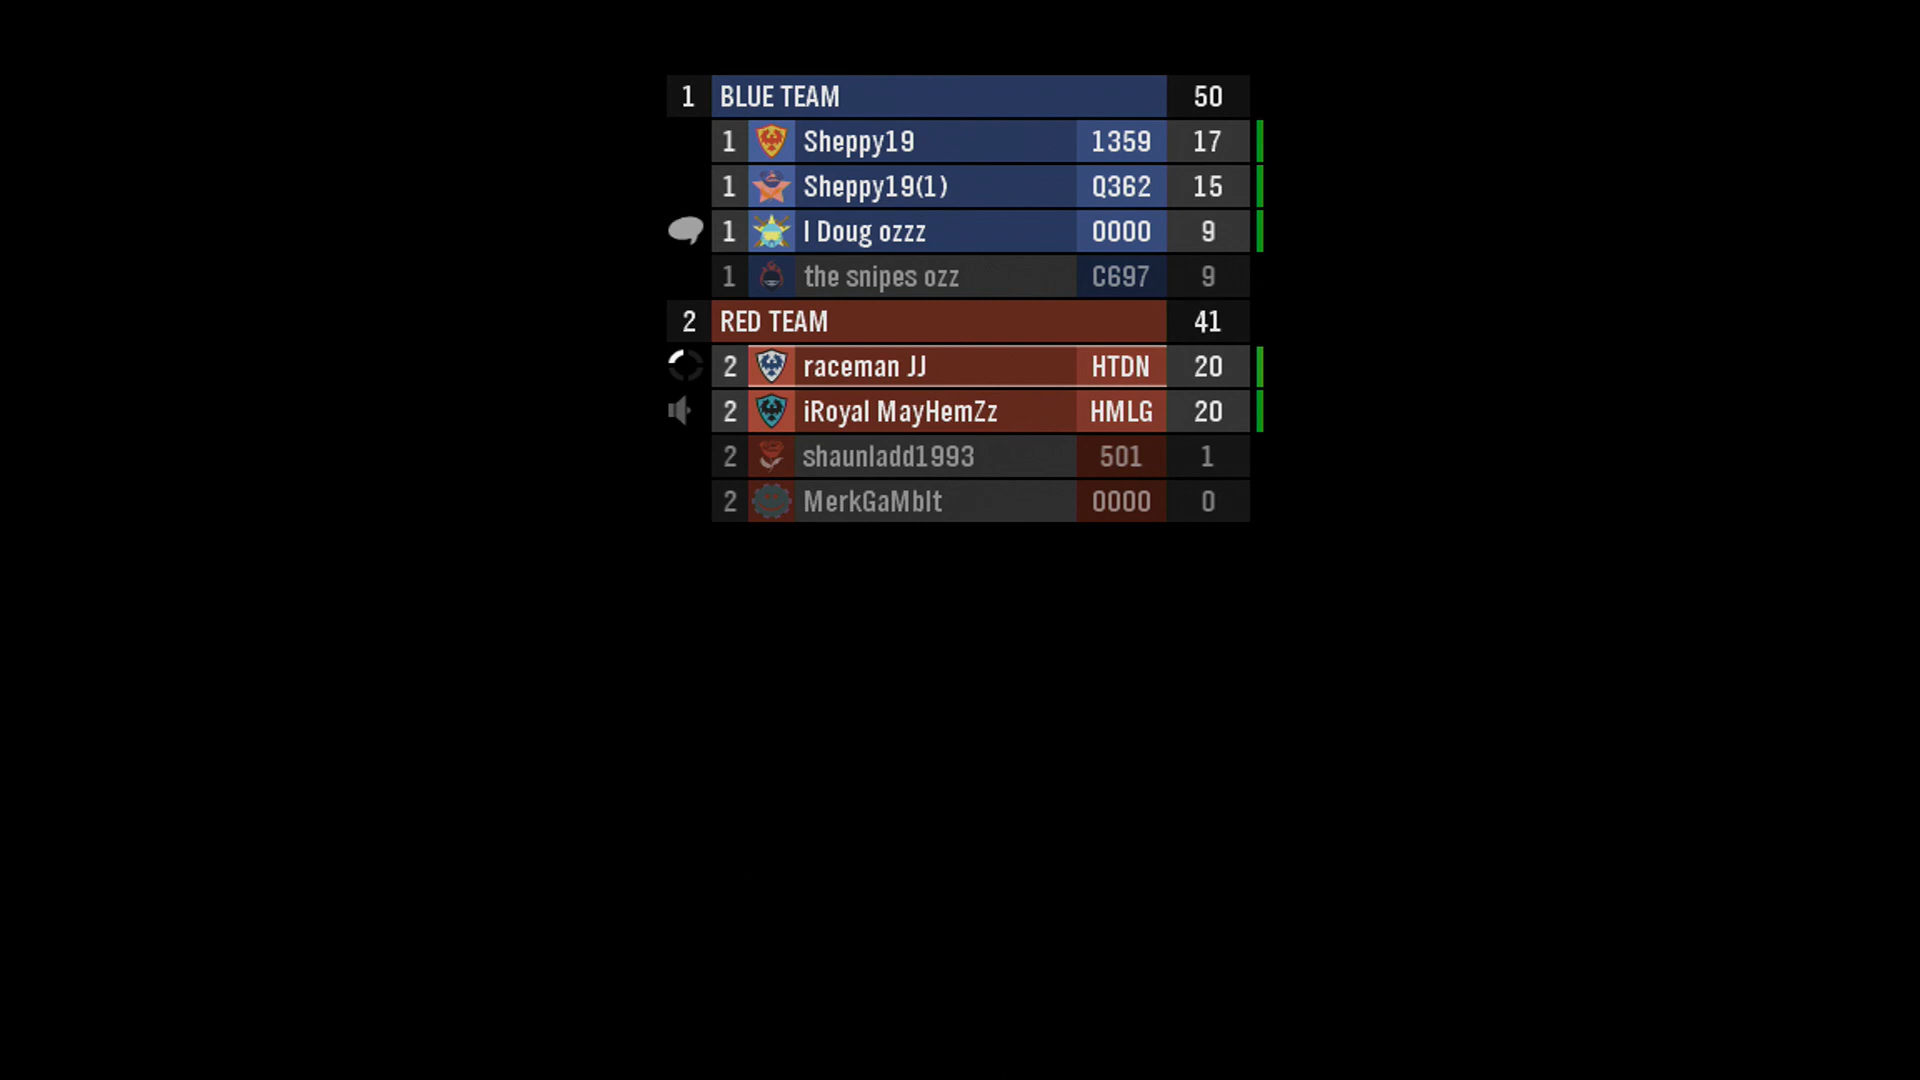 1 BLUE TEAM 50
1 Sheppy19 1359 17
1 Sheppy19(1) Q362 15
1 I Doug ozzz 0000 9
1 the snipes ozz C697 9
2 RED TEAM 41
2 raceman JJ HTDN 20
2 iRoyal MayHemZz HMLG 20
2 shaunladd1993 501 1
2 MerkGaMbIt 0000 0